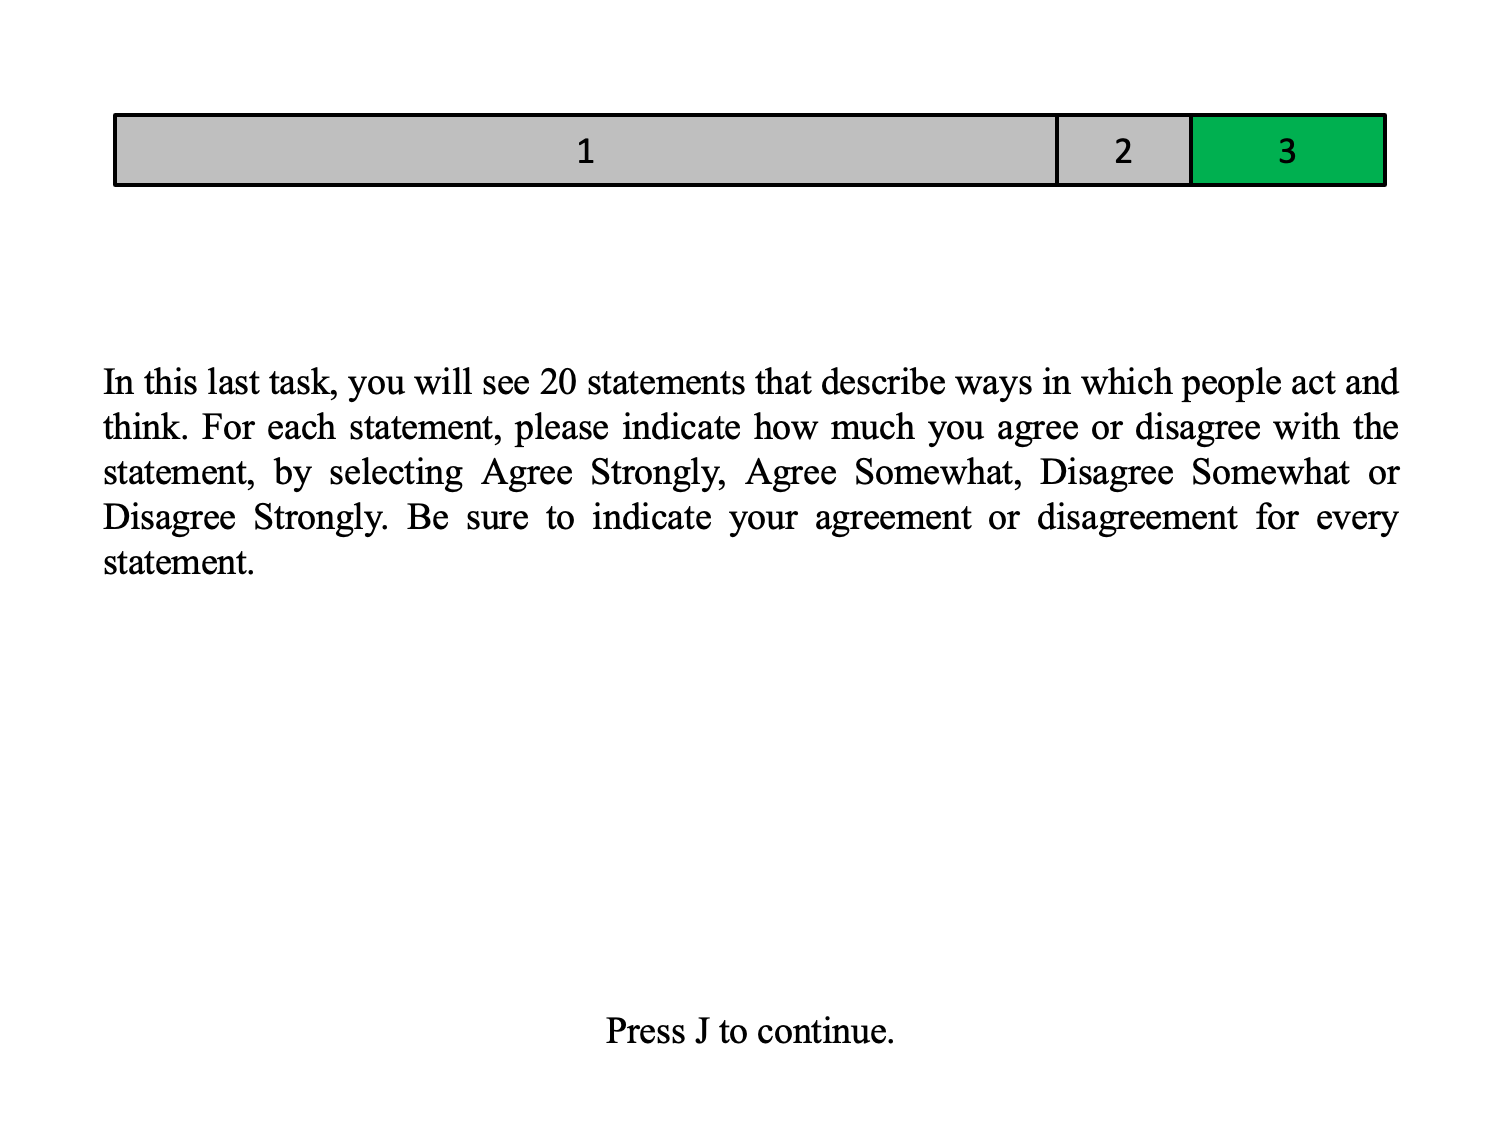 1 2 3
In this last task, you will see 20 statements that describe ways in which people act and
think. For each statement, please indicate how much you agree or disagree with the
statement, by selecting Agree Strongly, Agree Somewhat, Disagree Somewhat or
Disagree Strongly. Be sure to indicate your agreement or disagreement for every
statement.
Press J to continue.